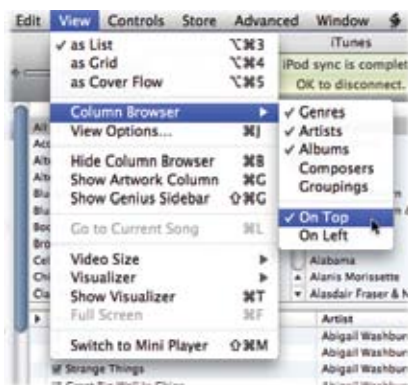 Edit View Controls Store Advanced Window
iTunes
✓ as List ⌥⌘3
as Grid ⌥⌘4
as Cover Flow ⌥⌘5
iPod sync is complet
OK to disconnect.
Column Browser ▶
View Options... ⌘J
✓ Genres
✓ Artists
✓ Albums
Composers
Groupings
✓ On Top
On Left
Hide Column Browser ⌘B
Show Artwork Column ⌘G
Show Genius Sidebar ⇧⌘G
Go to Current Song ⌘L
Video Size ▶
Visualizer ▶
Show Visualizer ⌘T
Full Screen ⌘F
Switch to Mini Player ⇧⌘M
Alabama
Alanis Morissette
Alasdair Fraser & N
Artist
Abigail Washbur
Abigail Washbur
Abigail Washbur
Strange Things